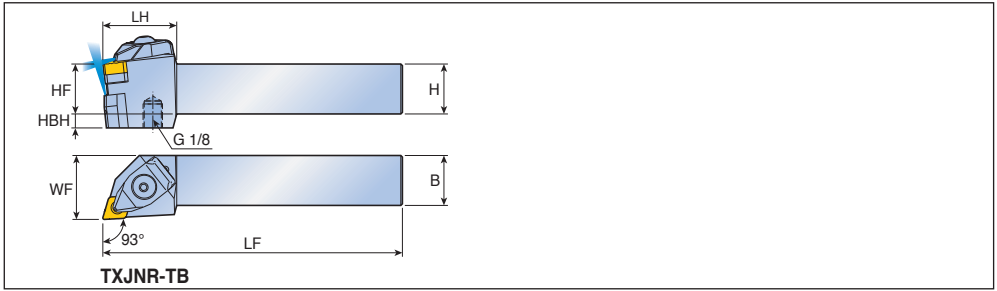 LH
HF
H
HBH
G 1/8
WF
B
93°
LF
TXJNR-TB